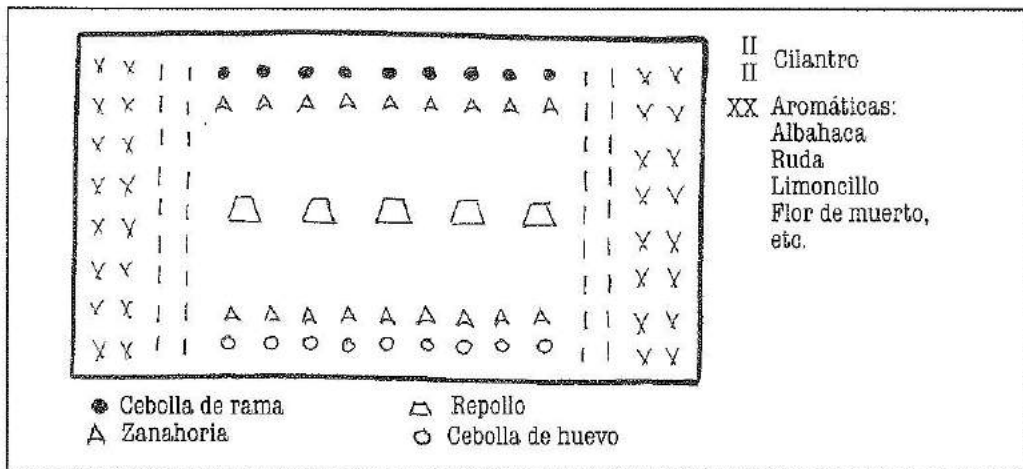 II
II Cilantro
XX Aromáticas:
Albahaca
Ruda
Limoncillo
Flor de muerto,
etc.
Cebolla de rama
Repollo
Zanahoria
Cebolla de huevo